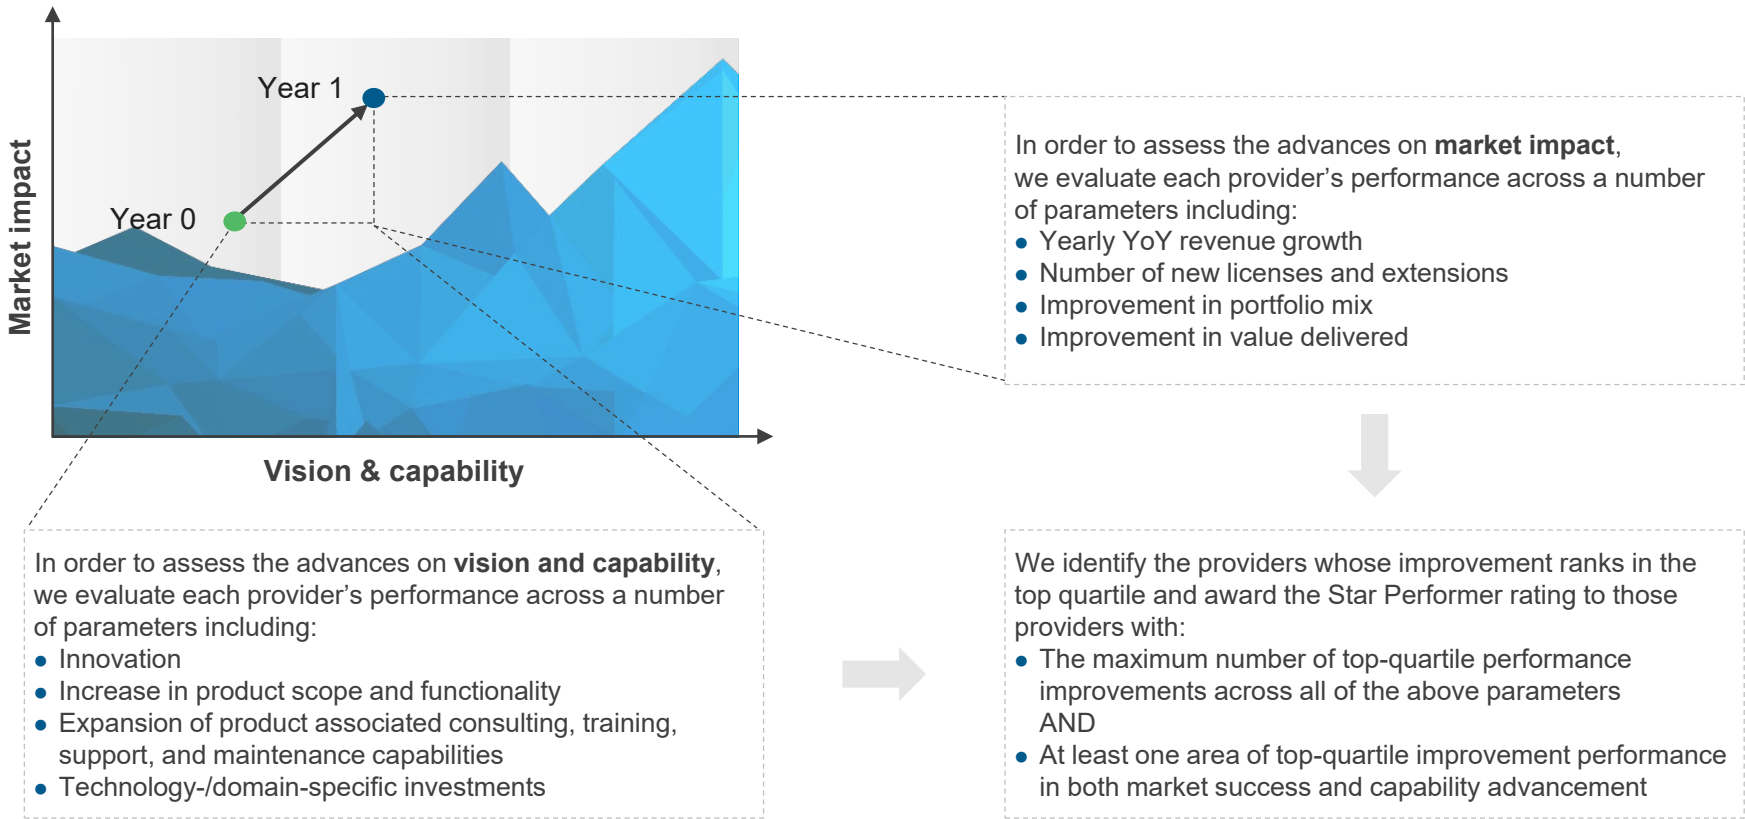 Market impact
Year 1
Year 0
Vision & capability
In order to assess the advances on market impact,
we evaluate each provider's performance across a number
of parameters including:
● Yearly YoY revenue growth
● Number of new licenses and extensions
● Improvement in portfolio mix
● Improvement in value delivered
In order to assess the advances on vision and capability,
we evaluate each provider's performance across a number
of parameters including:
● Innovation
● Increase in product scope and functionality
● Expansion of product associated consulting, training,
support, and maintenance capabilities
● Technology-/domain-specific investments
We identify the providers whose improvement ranks in the
top quartile and award the Star Performer rating to those
providers with:
● The maximum number of top-quartile performance
improvements across all of the above parameters
AND
● At least one area of top-quartile improvement performance
in both market success and capability advancement